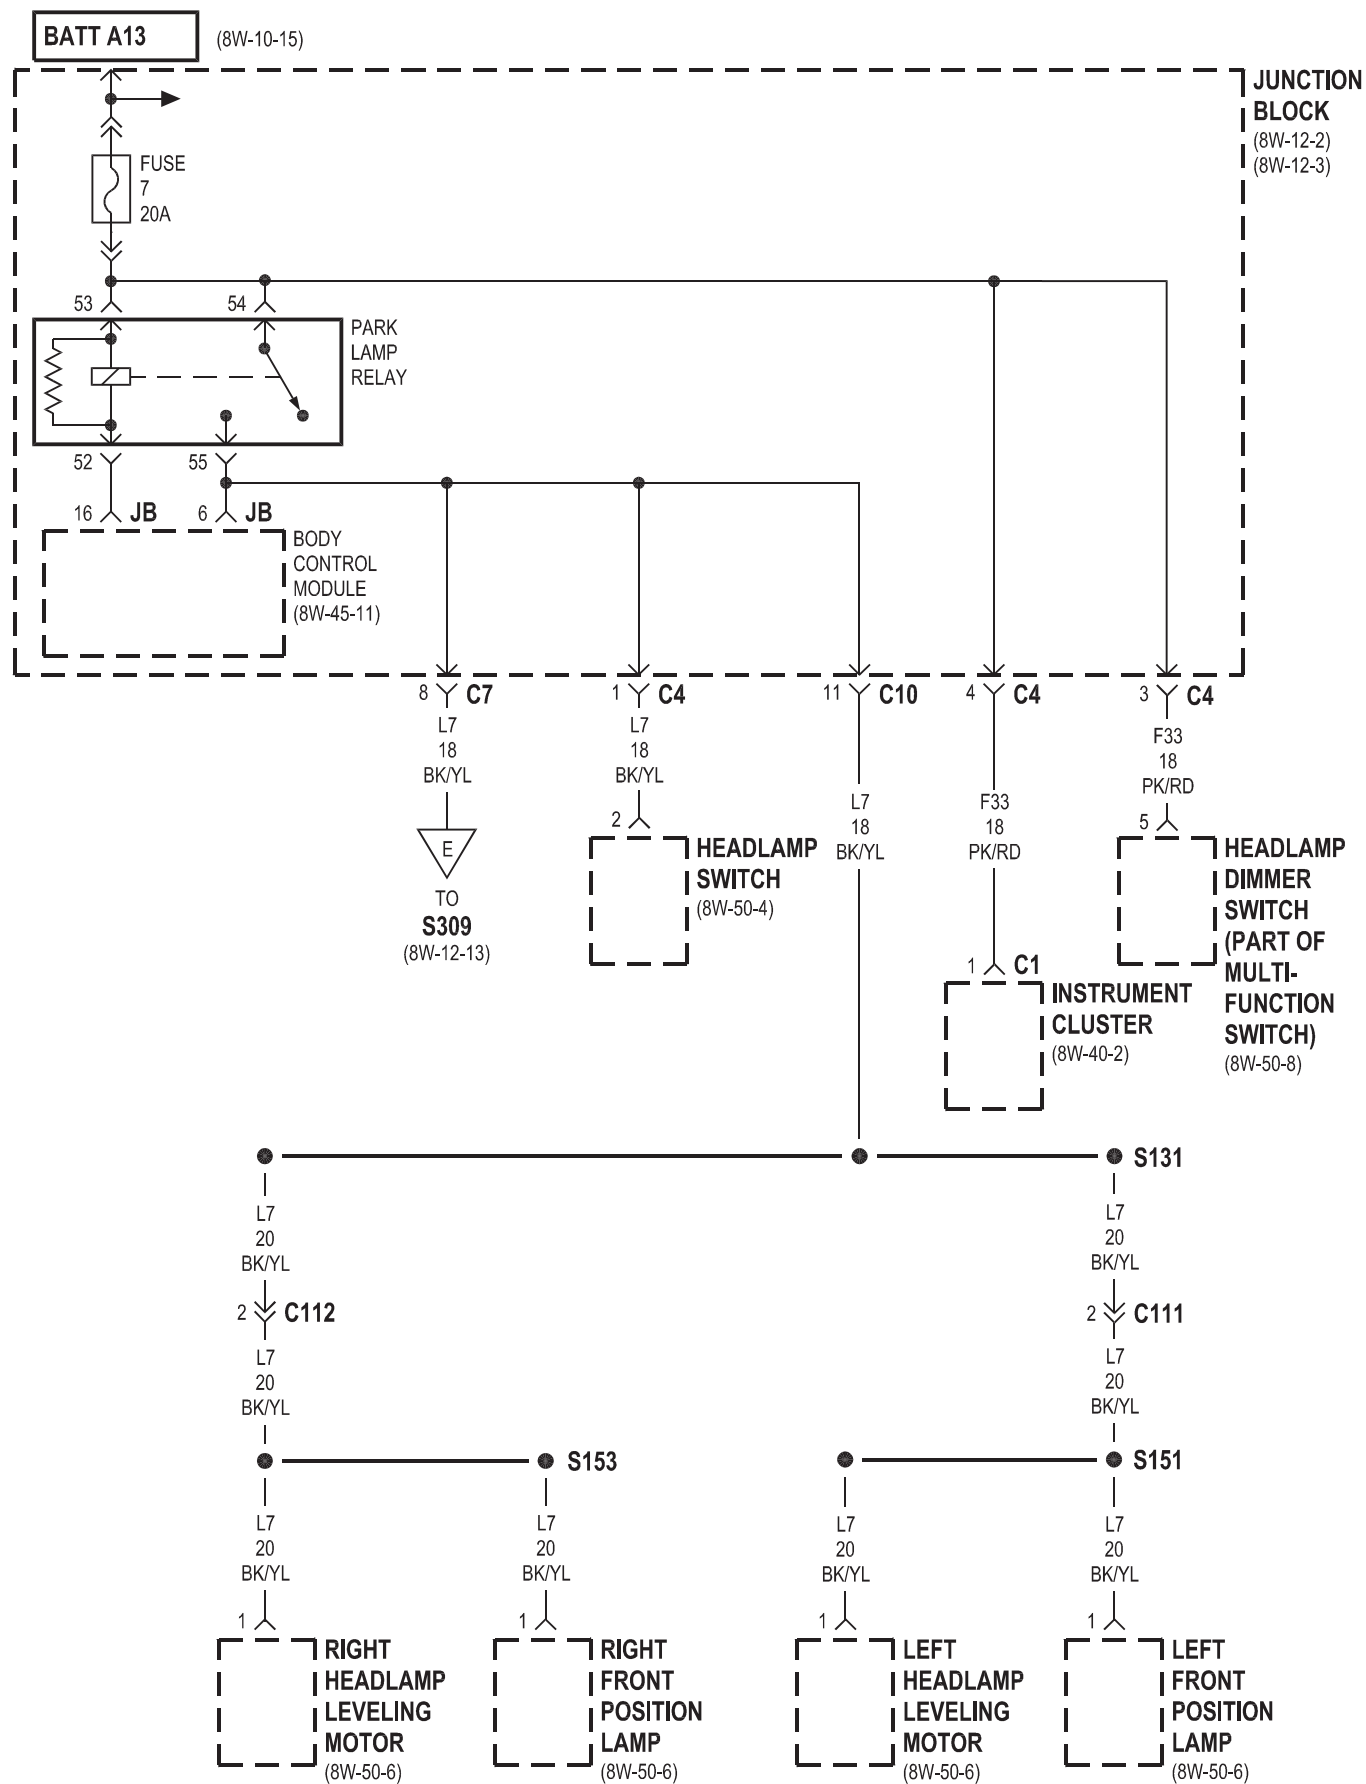 BATT A13
(8W-10-15)
JUNCTION
BLOCK
(8W-12-2)
(8W-12-3)
FUSE
7
20A
53
54
PARK
LAMP
RELAY
52
55
16
JB
6
JB
BODY
CONTROL
MODULE
(8W-45-11)
8
C7
1
C4
11
C10
4
C4
3
C4
L7
18
BK/YL
L7
18
BK/YL
L7
18
BK/YL
F33
18
PK/RD
F33
18
PK/RD
E
TO
S309
(8W-12-13)
2
HEADLAMP
SWITCH
(8W-50-4)
1
C1
INSTRUMENT
CLUSTER
(8W-40-2)
5
HEADLAMP
DIMMER
SWITCH
(PART OF
MULTI-
FUNCTION
SWITCH)
(8W-50-8)
S131
L7
20
BK/YL
L7
20
BK/YL
2
C112
2
C111
L7
20
BK/YL
L7
20
BK/YL
S153
S151
L7
20
BK/YL
L7
20
BK/YL
L7
20
BK/YL
L7
20
BK/YL
1
RIGHT
HEADLAMP
LEVELING
MOTOR
(8W-50-6)
1
RIGHT
FRONT
POSITION
LAMP
(8W-50-6)
1
LEFT
HEADLAMP
LEVELING
MOTOR
(8W-50-6)
1
LEFT
FRONT
POSITION
LAMP
(8W-50-6)